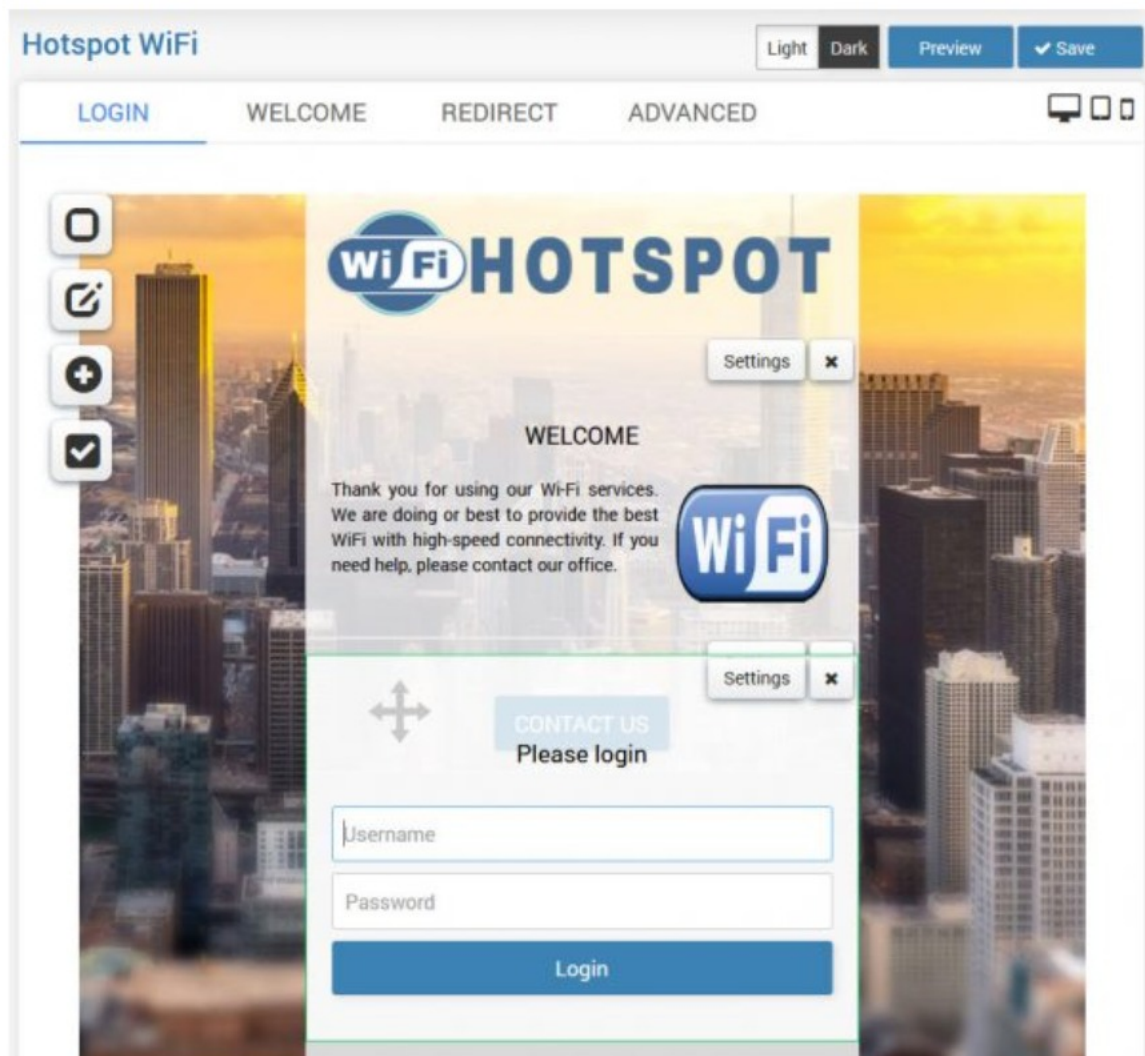 Hotspot WiFi
Light Dark Preview Save
LOGIN WELCOME REDIRECT ADVANCED
WiFi HOTSPOT
Settings
WELCOME
Thank you for using our Wi-Fi services.
We are doing or best to provide the best
WiFi with high-speed connectivity. If you
need help, please contact our office.
WiFi
Settings
CONTACT US
Please login
Username
Password
Login